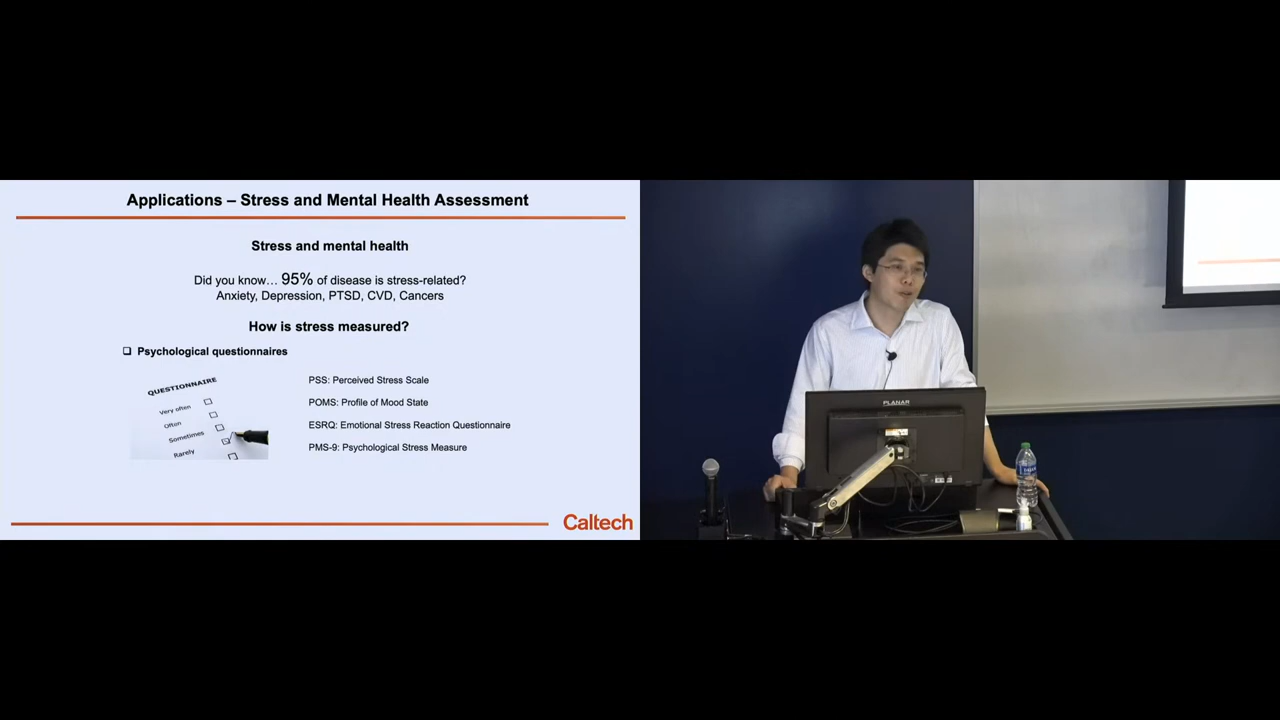 Applications – Stress and Mental Health Assessment
Stress and mental health
Did you know… 95% of disease is stress-related?
Anxiety, Depression, PTSD, CVD, Cancers
How is stress measured?
Psychological questionnaires
QUESTIONNAIRE
Very often
Often
Sometimes
Rarely
PSS: Perceived Stress Scale
POMS: Profile of Mood State
ESRQ: Emotional Stress Reaction Questionnaire
PMS-9: Psychological Stress Measure
Caltech
PLANAR